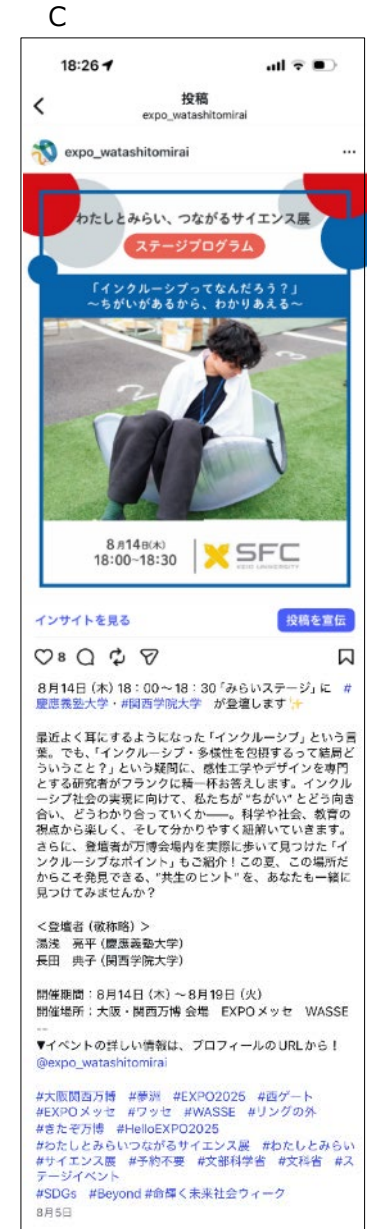 C
18:26
投稿
expo_watashitomirai
expo_watashitomirai
わたしとみらい、つながるサイエンス展
ステージプログラム
「インクルーシブってなんだろう？」
～ちがいがあるから、わかりあえる～
2
8月14日(木)
18:00~18:30
SFC
KEIO UNIVERSITY
インサイトを見る
投稿を宣伝
8
8月14日（木）18：00～18：30「みらいステージ」に #
慶應義塾大学・#関西学院大学 が登壇します✨
最近よく耳にするようになった「インクルーシブ」という言
葉。でも、「インクルーシブ・多様性を包摂するって結局ど
ういうこと？」という疑問に、感性工学やデザインを専門
とする研究者がフランクに精一杯お答えします。インクル
ーシブ社会の実現に向けて、私たちが“ちがい”とどう向き
合い、どうわかり合っていくか――。科学や社会、教育の
視点から楽しく、そして分かりやすく紐解いていきます。
さらに、登壇者が万博会場内を実際に歩いて見つけた「イ
ンクルーシブなポイント」もご紹介！この夏、この場所だ
からこそ発見できる、“共生のヒント”を、あなたも一緒に
見つけてみませんか？
＜登壇者（敬称略）＞
湯浅 亮平（慶應義塾大学）
長田 典子（関西学院大学）
開催期間：8月14日（木）～8月19日（火）
開催場所：大阪・関西万博 会場 EXPOメッセ WASSE
--
▼イベントの詳しい情報は、プロフィールのURLから！
@expo_watashitomirai
#大阪関西万博 #夢洲 #EXPO2025 #西ゲート
#EXPOメッセ #ワッセ #WASSE #リングの外
#きたぞ万博 #HelloEXPO2025
#わたしとみらいつながるサイエンス展 #わたしとみらい
#サイエンス展 #予約不要 #文部科学省 #文科省 #ス
テージイベント
#SDGs #Beyond #命輝く未来社会ウィーク
8月5日